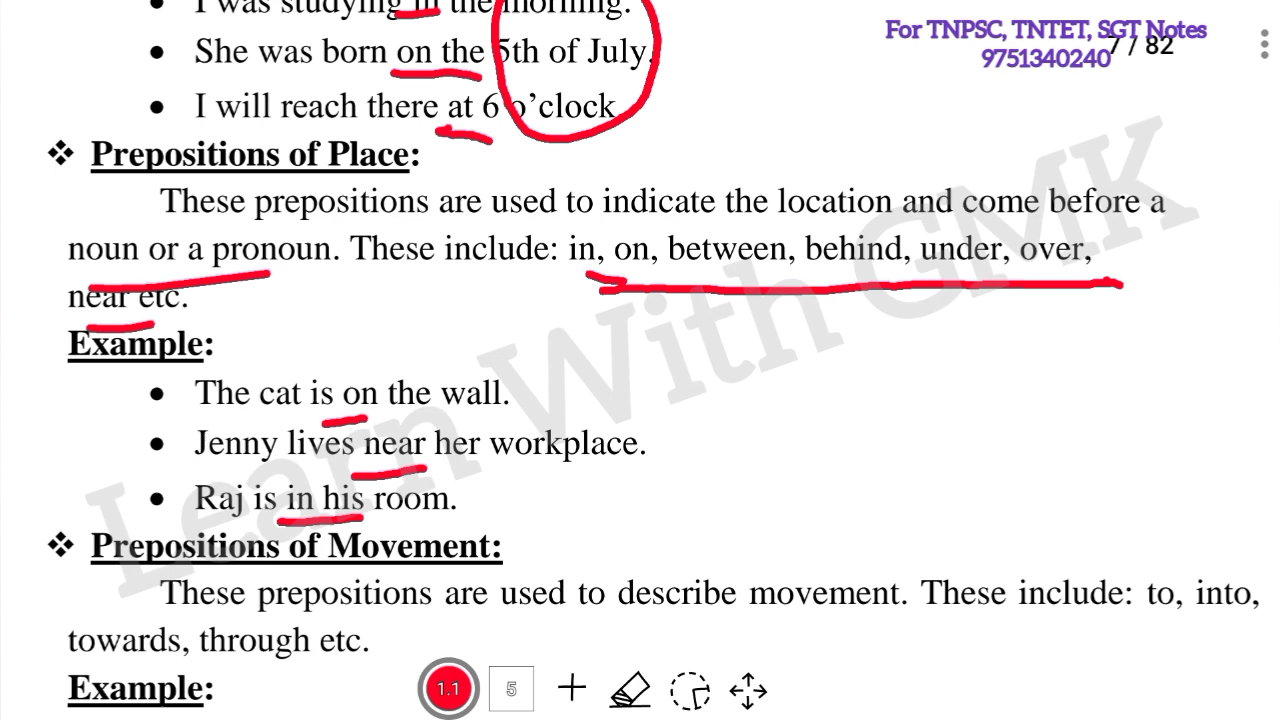 • I was studying in the morning.
For TNPSC, TNTET, SGT Notes
9751340240
7 / 82
• She was born on the 5th of July.
• I will reach there at 6 o’clock.
❖ Prepositions of Place:
These prepositions are used to indicate the location and come before a
noun or a pronoun. These include: in, on, between, behind, under, over,
near etc.
Example:
• The cat is on the wall.
• Jenny lives near her workplace.
• Raj is in his room.
❖ Prepositions of Movement:
These prepositions are used to describe movement. These include: to, into,
towards, through etc.
Example:
Learn With GMK
1.1
5